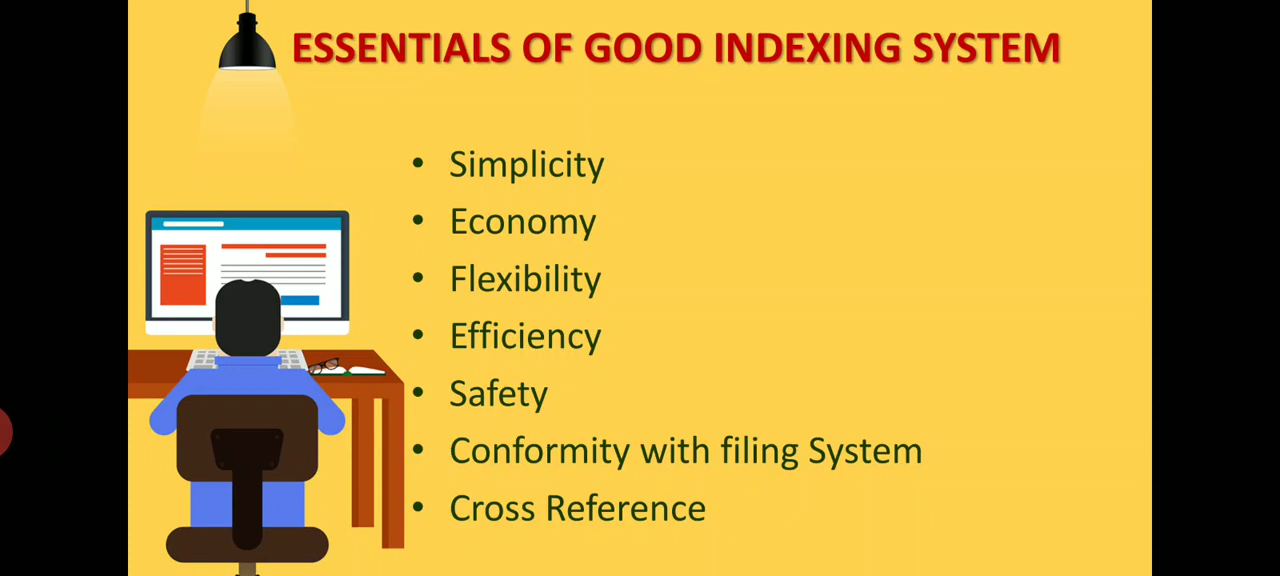 ESSENTIALS OF GOOD INDEXING SYSTEM
• Simplicity
• Economy
• Flexibility
• Efficiency
• Safety
• Conformity with filing System
• Cross Reference